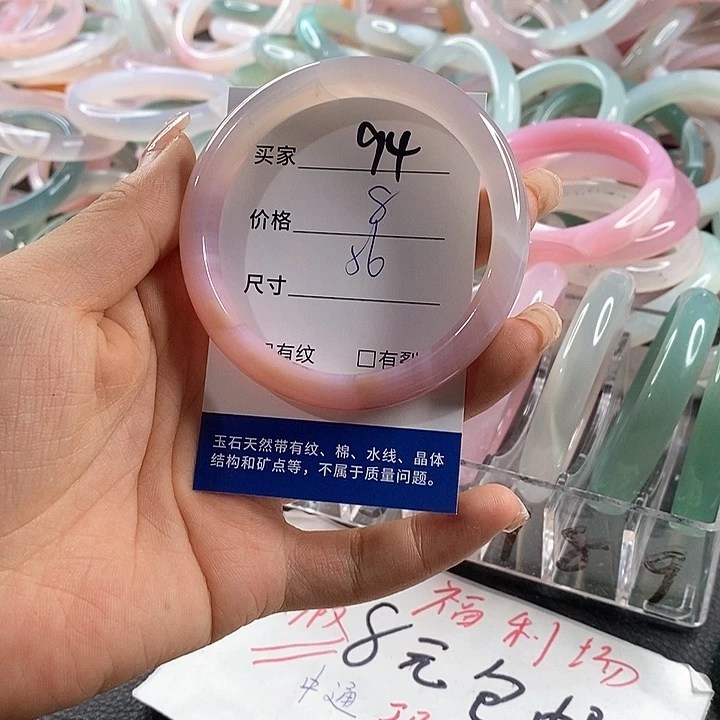 买家 94
价格 8
86
尺寸
有纹 □有裂
玉石天然带有纹、棉、水线、晶体
结构和矿点等，不属于质量问题。
福利场
8元包邮
中通